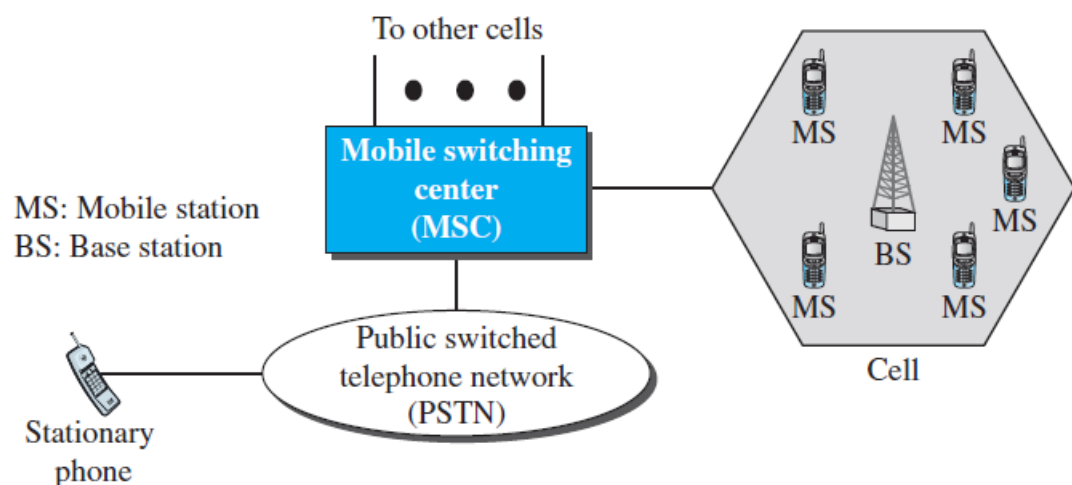 To other cells
Mobile switching
center
(MSC)
MS: Mobile station
BS: Base station
Public switched
telephone network
(PSTN)
Stationary
phone
MS
MS
MS
BS
MS
MS
Cell